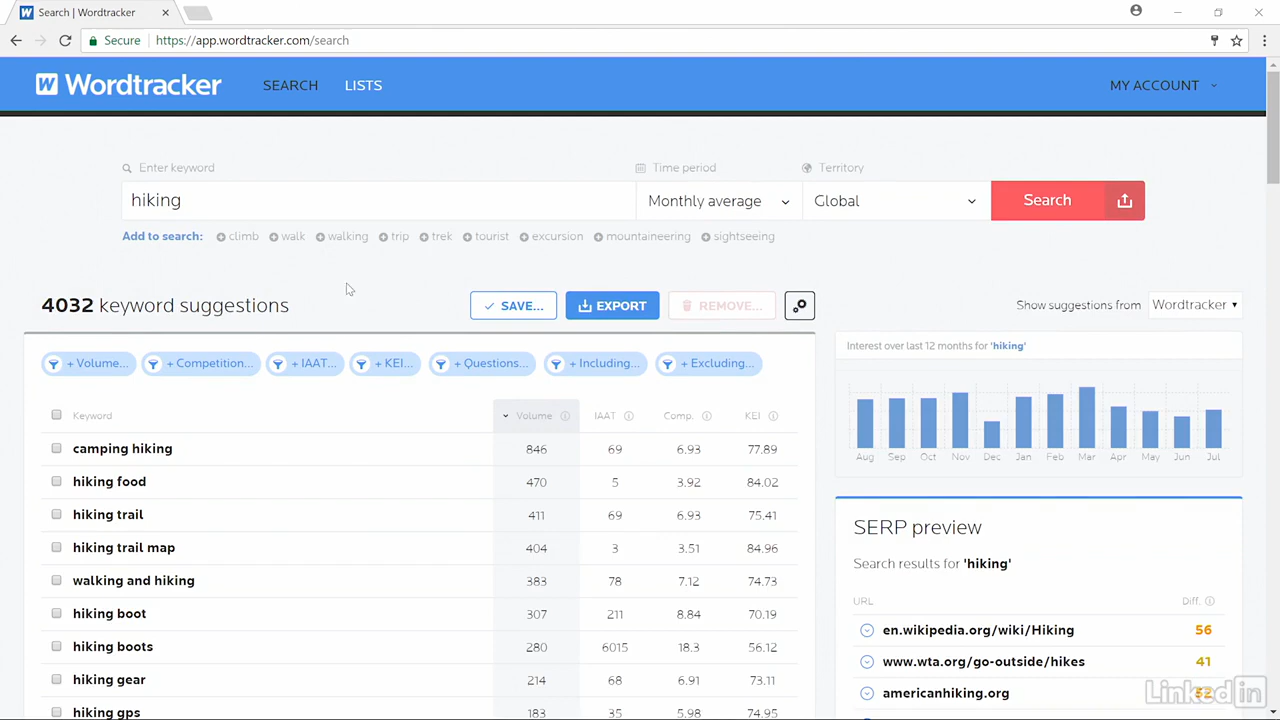 Search | Wordtracker
Secure https://app.wordtracker.com/search
W Wordtracker SEARCH LISTS MY ACCOUNT
Enter keyword Time period Territory
hiking Monthly average Global Search
Add to search: climb walk walking trip trek tourist excursion mountaineering sightseeing
4032 keyword suggestions SAVE... EXPORT REMOVE... Show suggestions from Wordtracker
+ Volume... + Competition... + IAAT... + KEI... + Questions... + Including... + Excluding...
Keyword Volume IAAT Comp. KEI
camping hiking 846 69 6.93 77.89
hiking food 470 5 3.92 84.02
hiking trail 411 69 6.93 75.41
hiking trail map 404 3 3.51 84.96
walking and hiking 383 78 7.12 74.73
hiking boot 307 211 8.84 70.19
hiking boots 280 6015 18.3 56.12
hiking gear 214 68 6.91 73.11
hiking gps 183 35 5.98 74.95
Interest over last 12 months for 'hiking'
Aug Sep Oct Nov Dec Jan Feb Mar Apr May Jun Jul
SERP preview
Search results for 'hiking'
URL Diff.
en.wikipedia.org/wiki/Hiking 56
www.wta.org/go-outside/hikes 41
americanhiking.org 52
Linked in